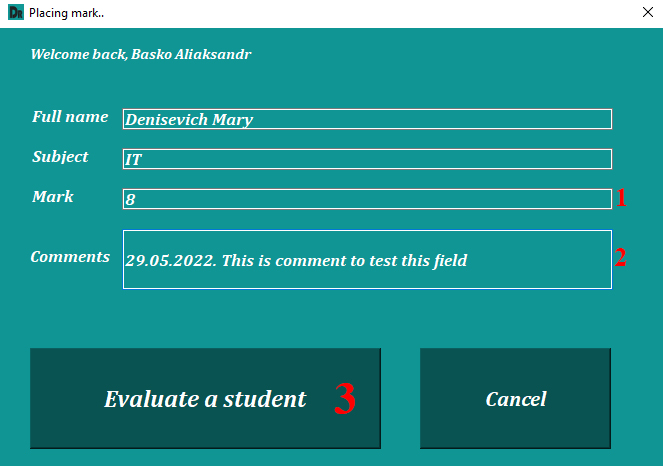 DR Placing mark..
Welcome back, Basko Aliaksandr
Full name Denisevich Mary
Subject IT
Mark 8 1
Comments 29.05.2022. This is comment to test this field 2
Evaluate a student 3 Cancel